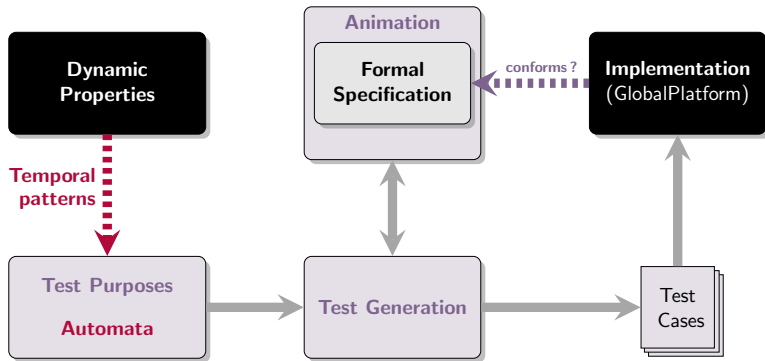 Animation
Dynamic
Properties
Formal
Specification
conforms ?
Implementation
(GlobalPlatform)
Temporal
patterns
Test Purposes
Automata
Test Generation
Test
Cases